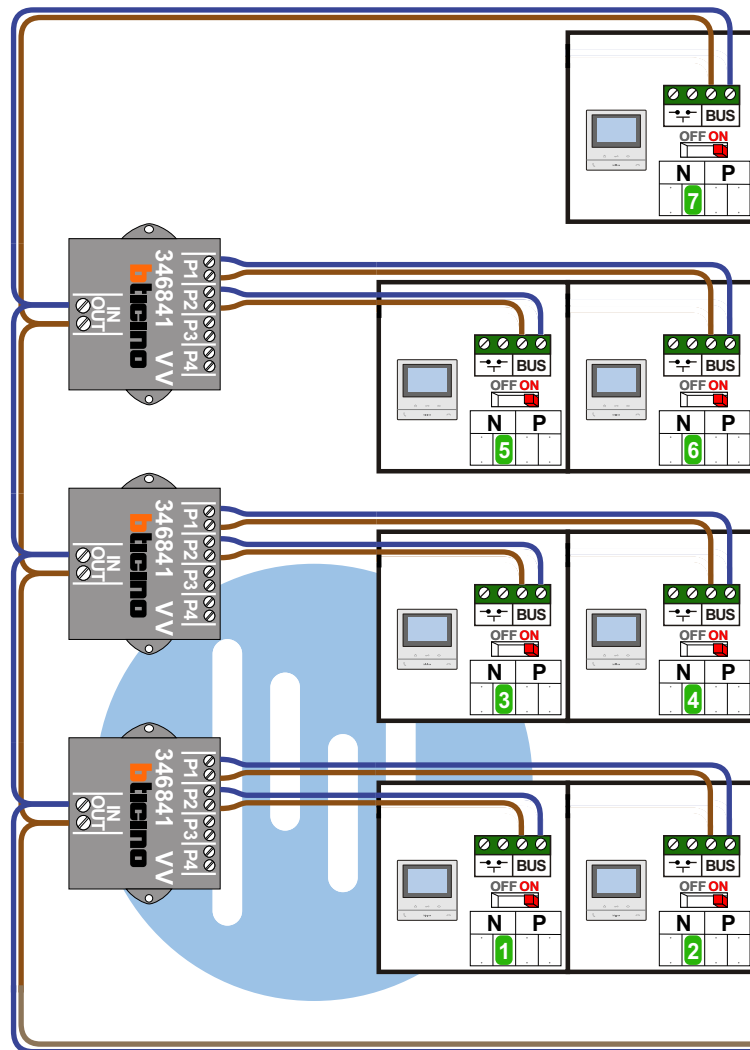 BUS
OFF ON
N P
7
346841
bticino
VV
P1
P2
P3
P4
IN
OUT
BUS
OFF ON
N P
5
BUS
OFF ON
N P
6
346841
bticino
VV
P1
P2
P3
P4
IN
OUT
BUS
OFF ON
N P
3
BUS
OFF ON
N P
4
346841
bticino
VV
P1
P2
P3
P4
IN
OUT
BUS
OFF ON
N P
1
BUS
OFF ON
N P
2